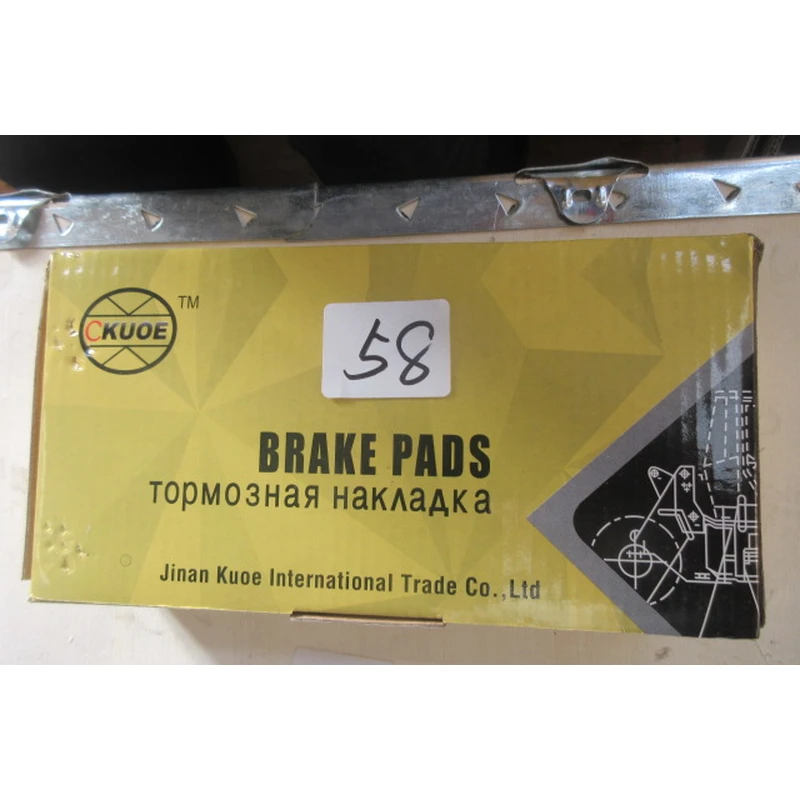 CKUOE TM
58
BRAKE PADS
тормозная накладка
Jinan Kuoe International Trade Co.,Ltd